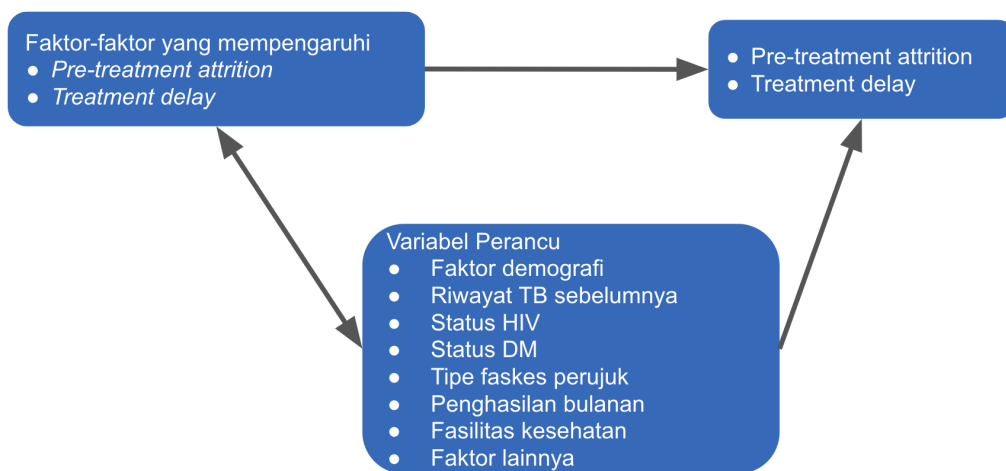 Faktor-faktor yang mempengaruhi
● Pre-treatment attrition
● Treatment delay
● Pre-treatment attrition
● Treatment delay
Variabel Perancu
● Faktor demografi
● Riwayat TB sebelumnya
● Status HIV
● Status DM
● Tipe faskes perujuk
● Penghasilan bulanan
● Fasilitas kesehatan
● Faktor lainnya